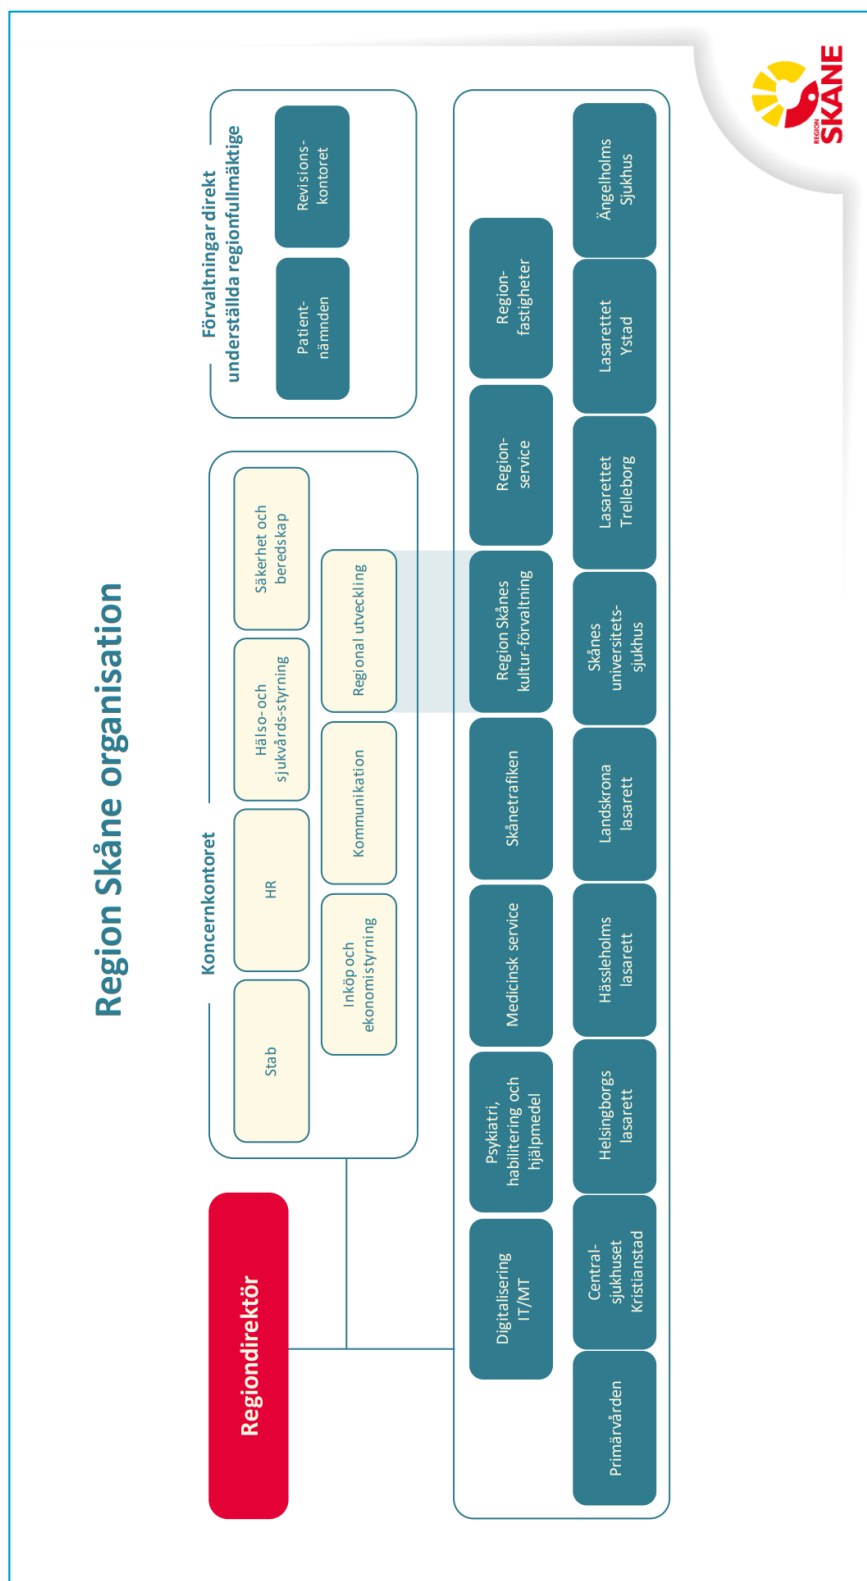 Region Skåne organisation
REGION
SKÅNE
Regiondirektör
Koncernkontoret
Stab
HR
Hälso- och
sjukvårds-styrning
Säkerhet och
beredskap
Inköp och
ekonomistyrning
Kommunikation
Regional utveckling
Förvaltningar direkt
underställda regionfullmäktige
Patient-
nämnden
Revisions-
kontoret
Digitalisering
IT/MT
Psykiatri,
habilitering och
hjälpmedel
Medicinsk service
Skånetrafiken
Region Skånes
kultur-förvaltning
Region-
service
Region-
fastigheter
Primärvården
Central-
sjukhuset
Kristianstad
Helsingborgs
lasarett
Hässleholms
lasarett
Landskrona
lasarett
Skånes
universitets-
sjukhus
Lasarettet
Trelleborg
Lasarettet
Ystad
Ängelholms
Sjukhus